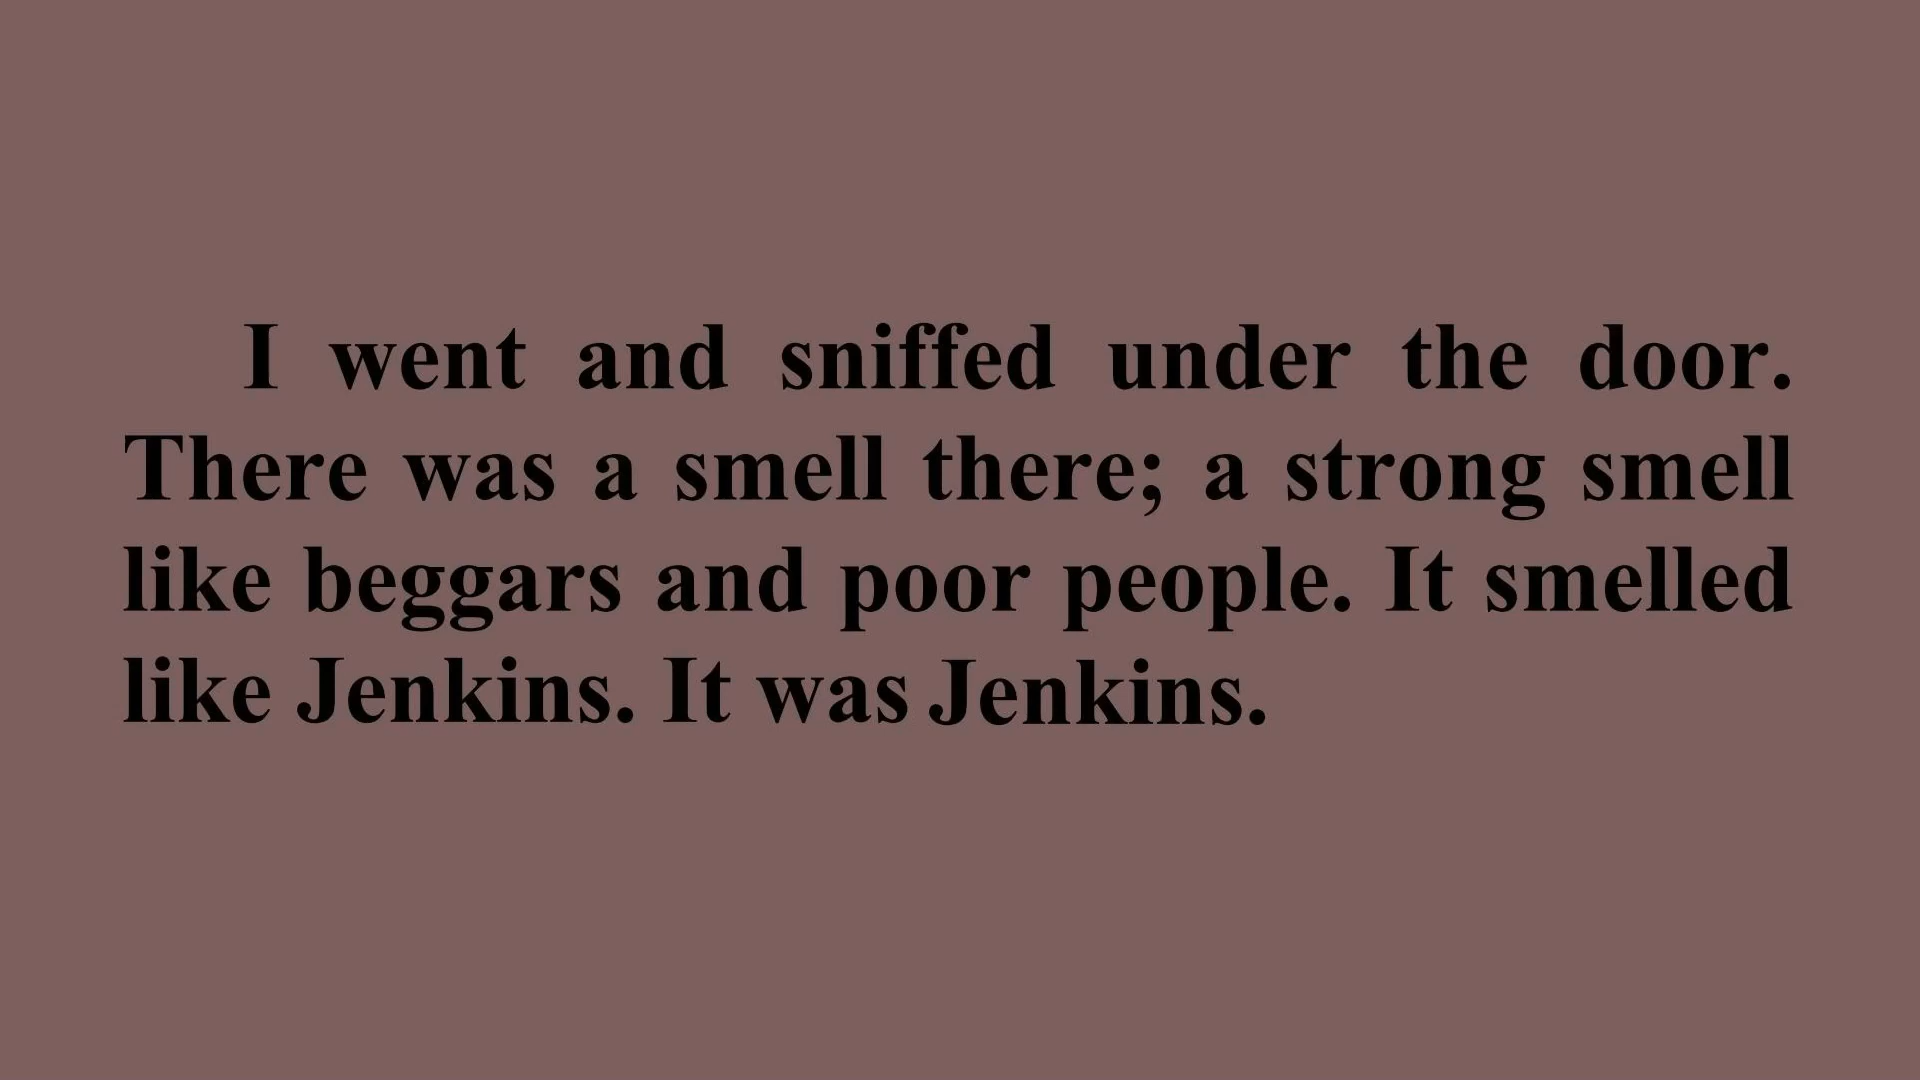 I went and sniffed under the door.
There was a smell there; a strong smell
like beggars and poor people. It smelled
like Jenkins. It was Jenkins.